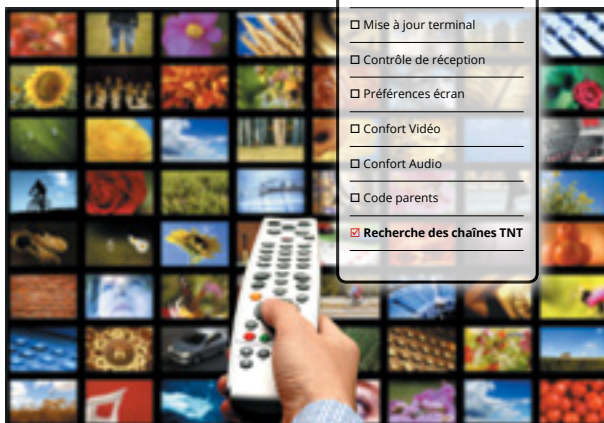 Mise à jour terminal
Contrôle de réception
Préférences écran
Confort Vidéo
Confort Audio
Code parents
Recherche des chaînes TNT